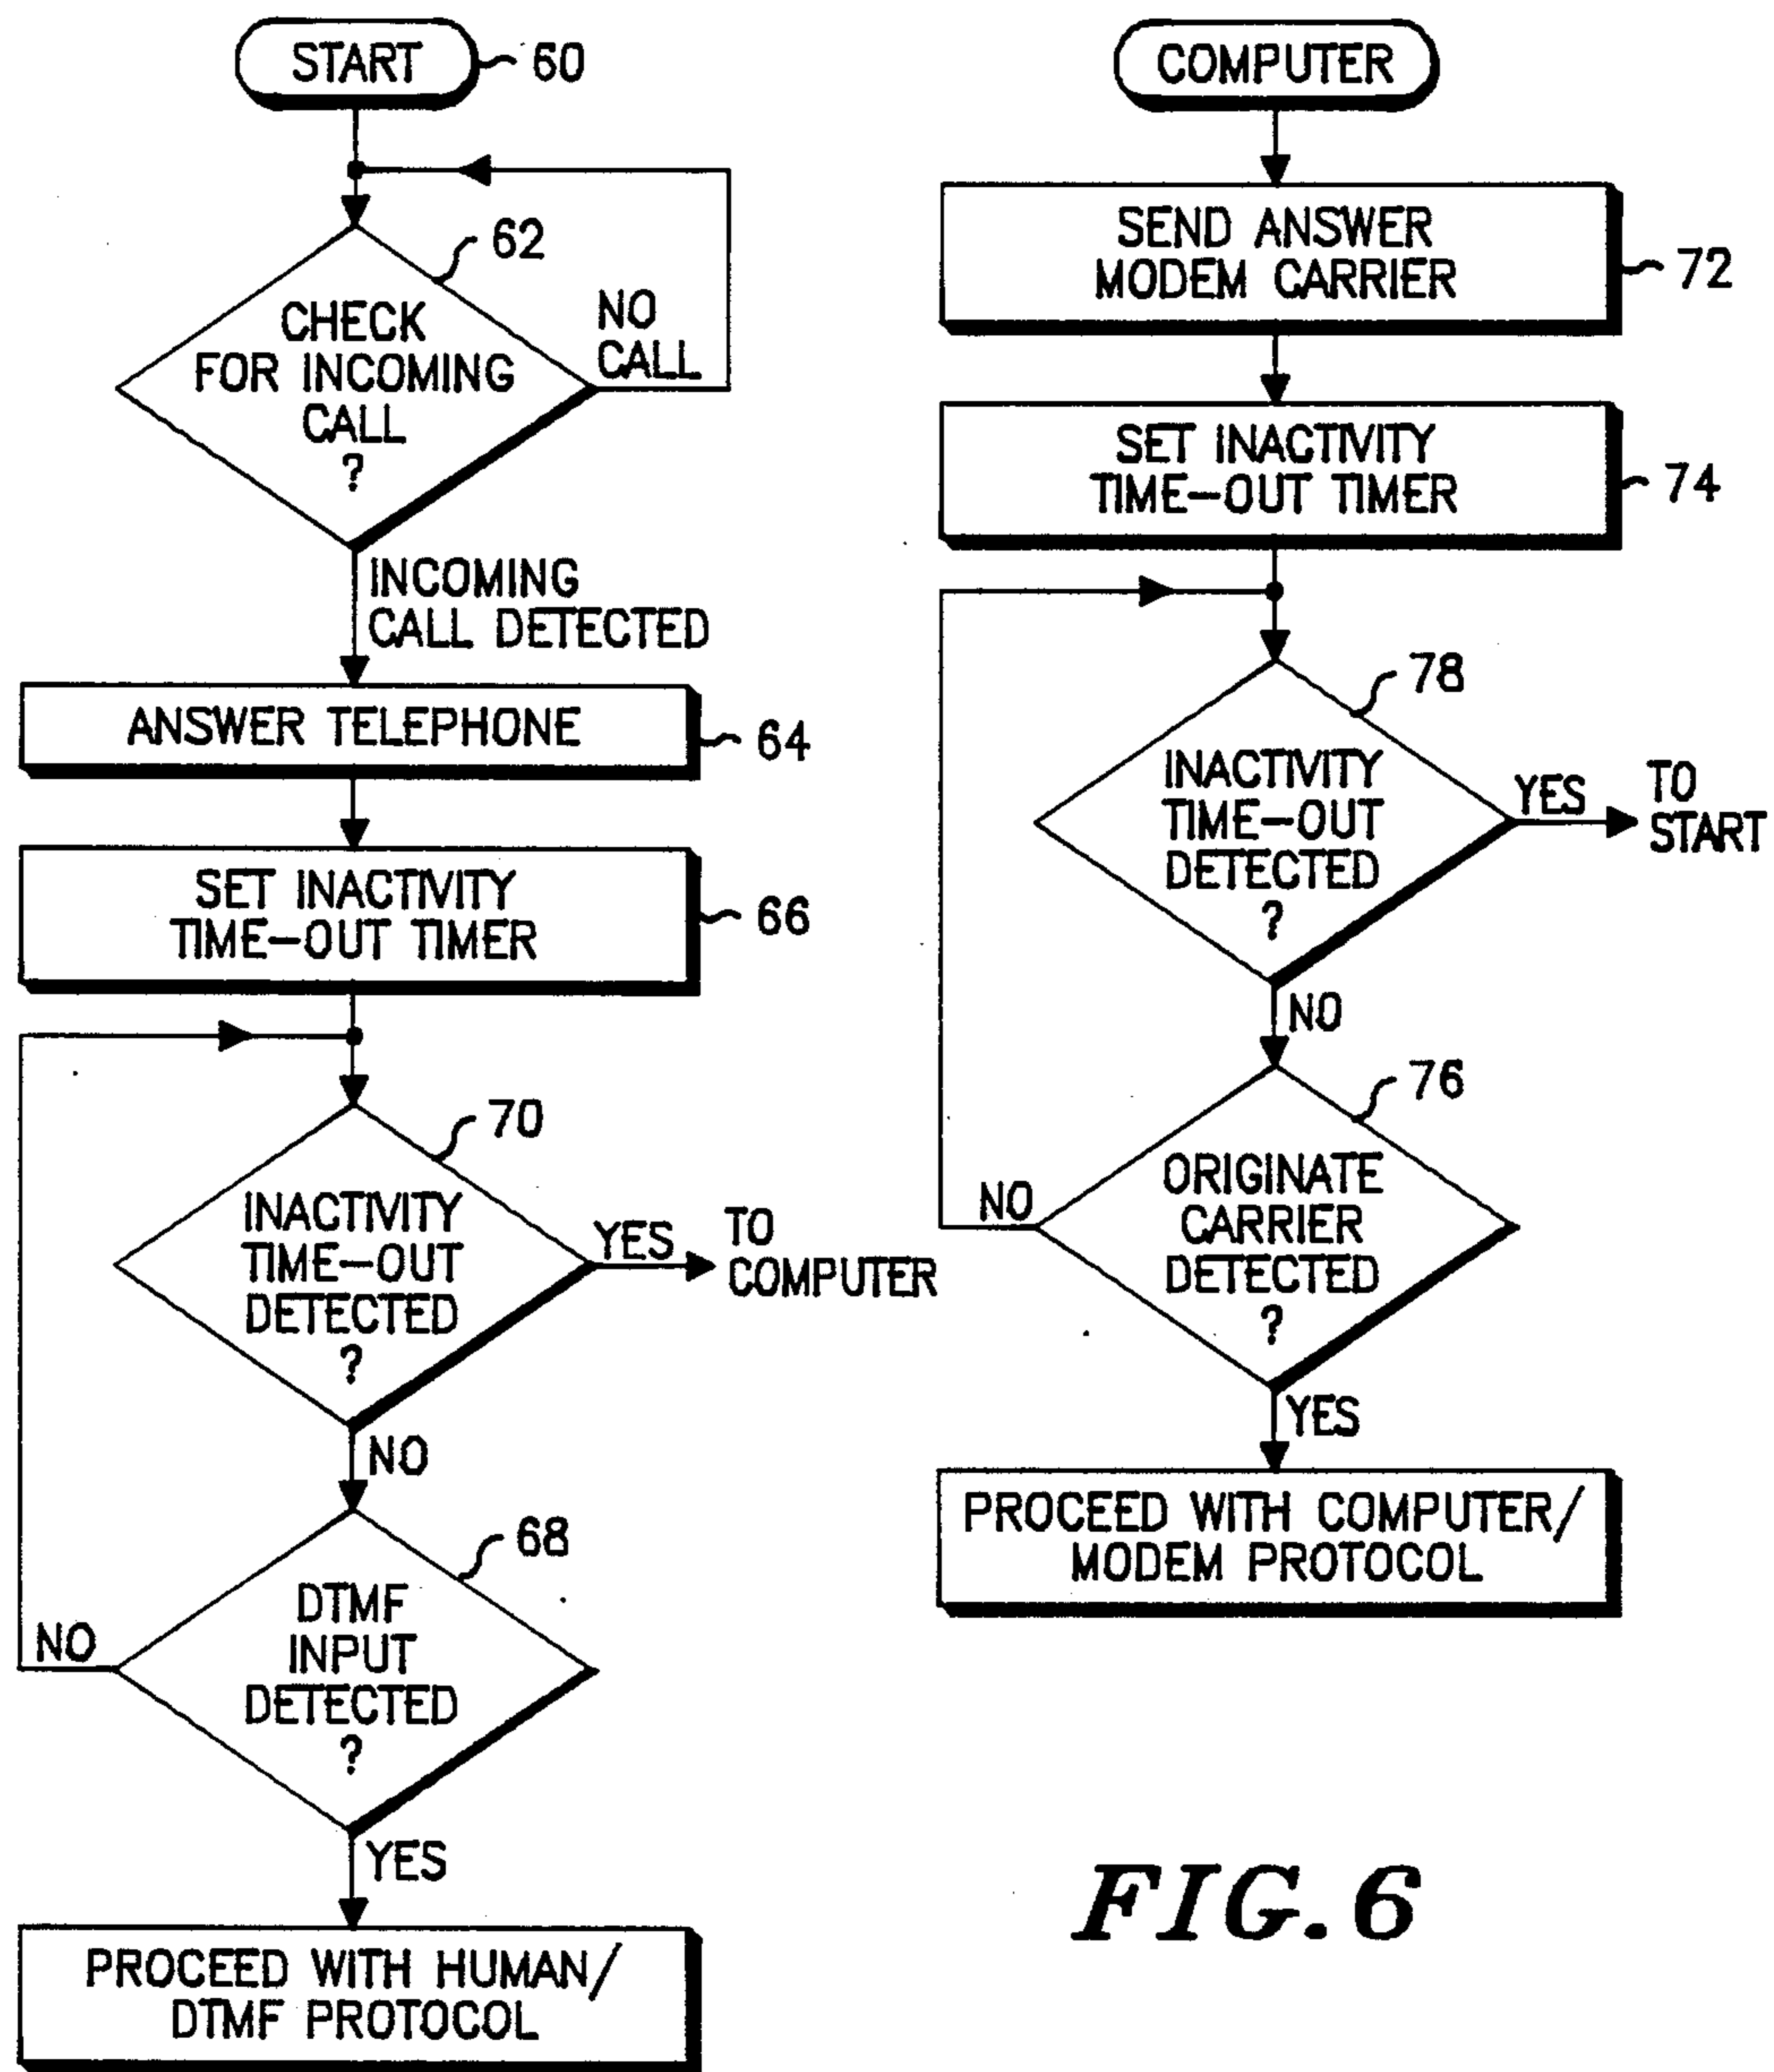 START
60
62
CHECK
FOR INCOMING
CALL
?
NO
CALL
INCOMING
CALL DETECTED
ANSWER TELEPHONE
64
SET INACTIVITY
TIME-OUT TIMER
66
70
INACTIVITY
TIME-OUT
DETECTED
?
YES
TO
COMPUTER
NO
68
DTMF
INPUT
DETECTED
?
NO
YES
PROCEED WITH HUMAN/
DTMF PROTOCOL
COMPUTER
SEND ANSWER
MODEM CARRIER
72
SET INACTIVITY
TIME-OUT TIMER
74
78
INACTIVITY
TIME-OUT
DETECTED
?
YES
TO
START
NO
76
ORIGINATE
CARRIER
DETECTED
?
NO
YES
PROCEED WITH COMPUTER/
MODEM PROTOCOL
FIG. 6